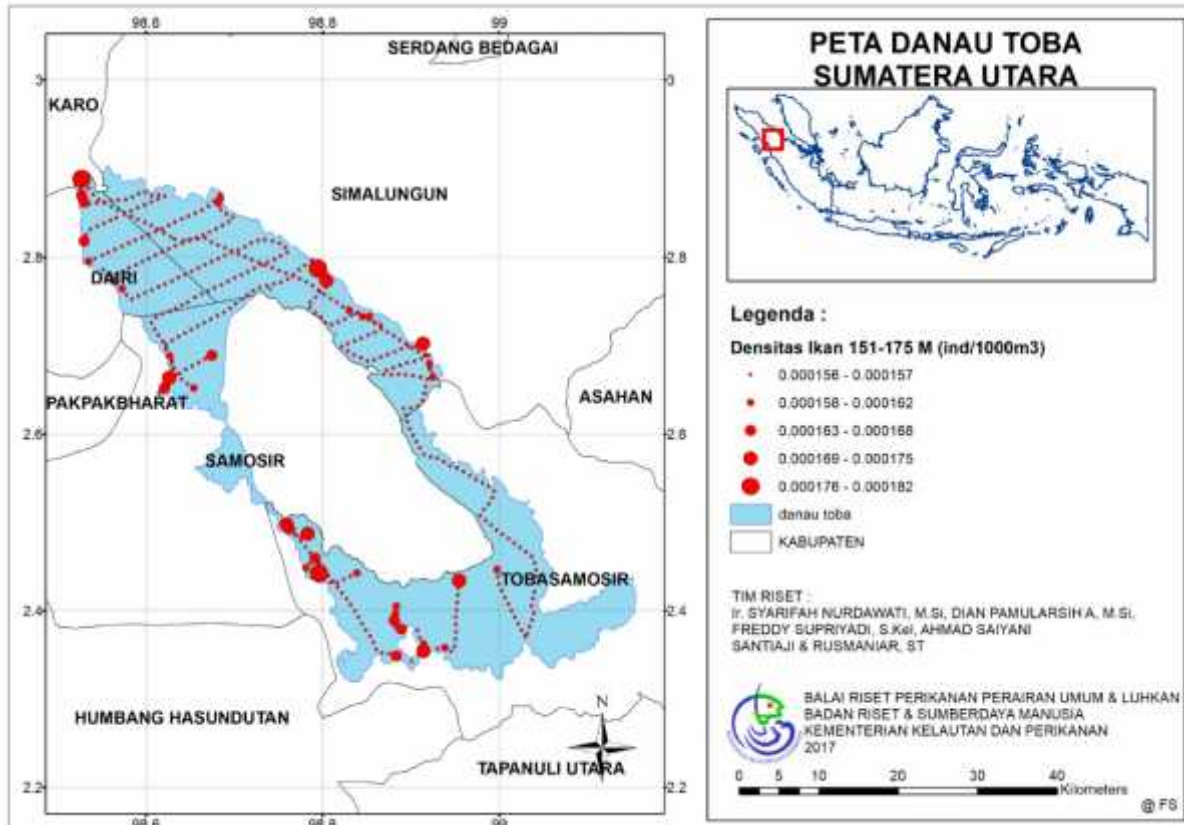 98.6
98.8
99
SERDANG BEDAGAI
3
3
KARO
SIMALUNGUN
2.8
2.8
DAIRI
ASAHAN
PAKPAKBHARAT
2.6
2.6
SAMOSIR
TOBASAMOSIR
2.4
2.4
HUMBANG HASUNDUTAN
N
TAPANULI UTARA
2.2
2.2
98.6
98.8
99
PETA DANAU TOBA
SUMATERA UTARA
Legenda :
Densitas Ikan 151-175 M (ind/1000m3)
0.000156 - 0.000157
0.000158 - 0.000162
0.000163 - 0.000168
0.000169 - 0.000175
0.000176 - 0.000182
danau toba
KABUPATEN
TIM RISET :
Ir. SYARIFAH NURDAWATI, M.Si, DIAN PAMULARSIH A, M.Si,
FREDDY SUPRIYADI, S.Kel, AHMAD SAIYANI
SANTIAJI & RUSMANIAR, ST
BALAI RISET PERIKANAN PERAIRAN UMUM & LUHKAN
BADAN RISET & SUMBERDAYA MANUSIA
KEMENTERIAN KELAUTAN DAN PERIKANAN
2017
0 5 10 20 30 40
Kilometers
@ FS